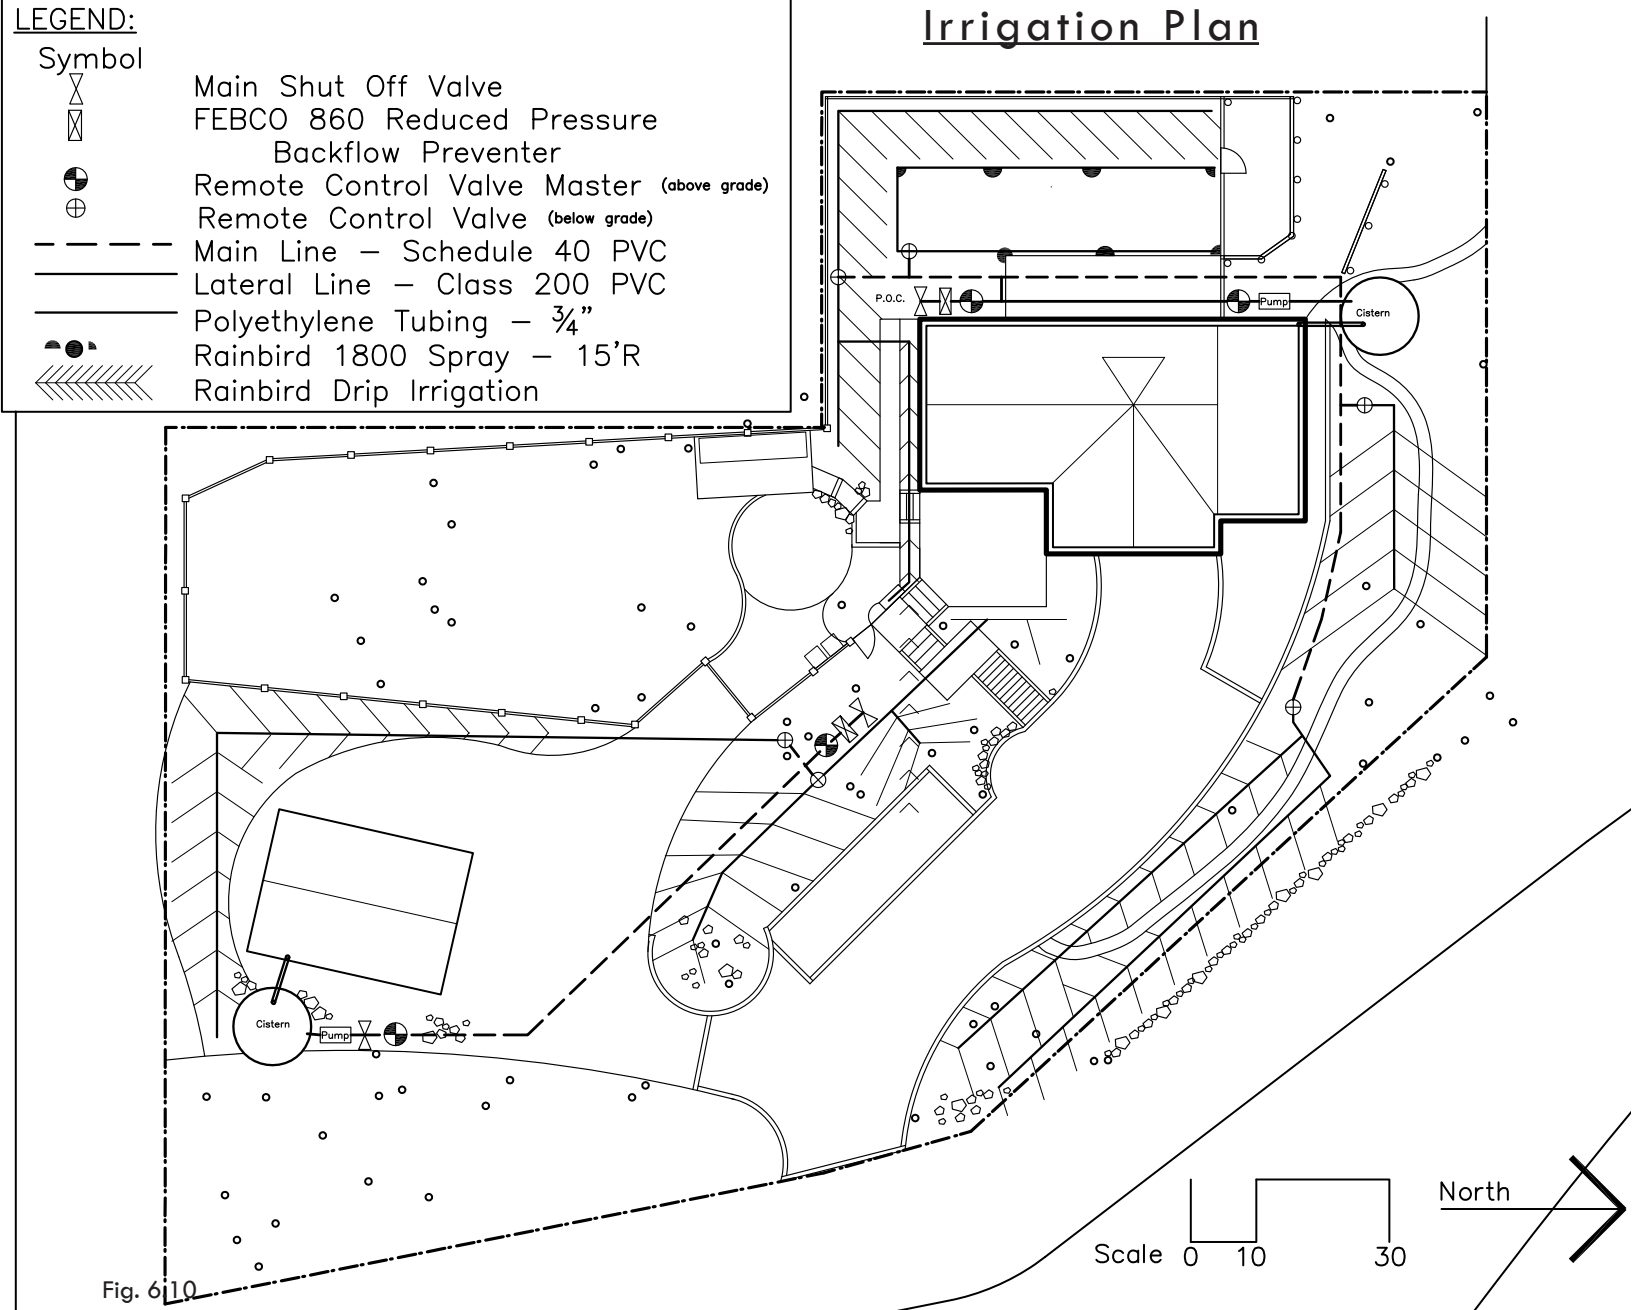 LEGEND:
Irrigation Plan
Symbol
Main Shut Off Valve
FEBCO 860 Reduced Pressure
Backflow Preventer
Remote Control Valve Master (above grade)
Remote Control Valve (below grade)
Main Line – Schedule 40 PVC
Lateral Line – Class 200 PVC
Polyethylene Tubing – ¾”
Rainbird 1800 Spray – 15’R
Rainbird Drip Irrigation
P.O.C.
Pump
Cistern
Cistern
Pump
North
Scale 0 10 30
Fig. 6.10